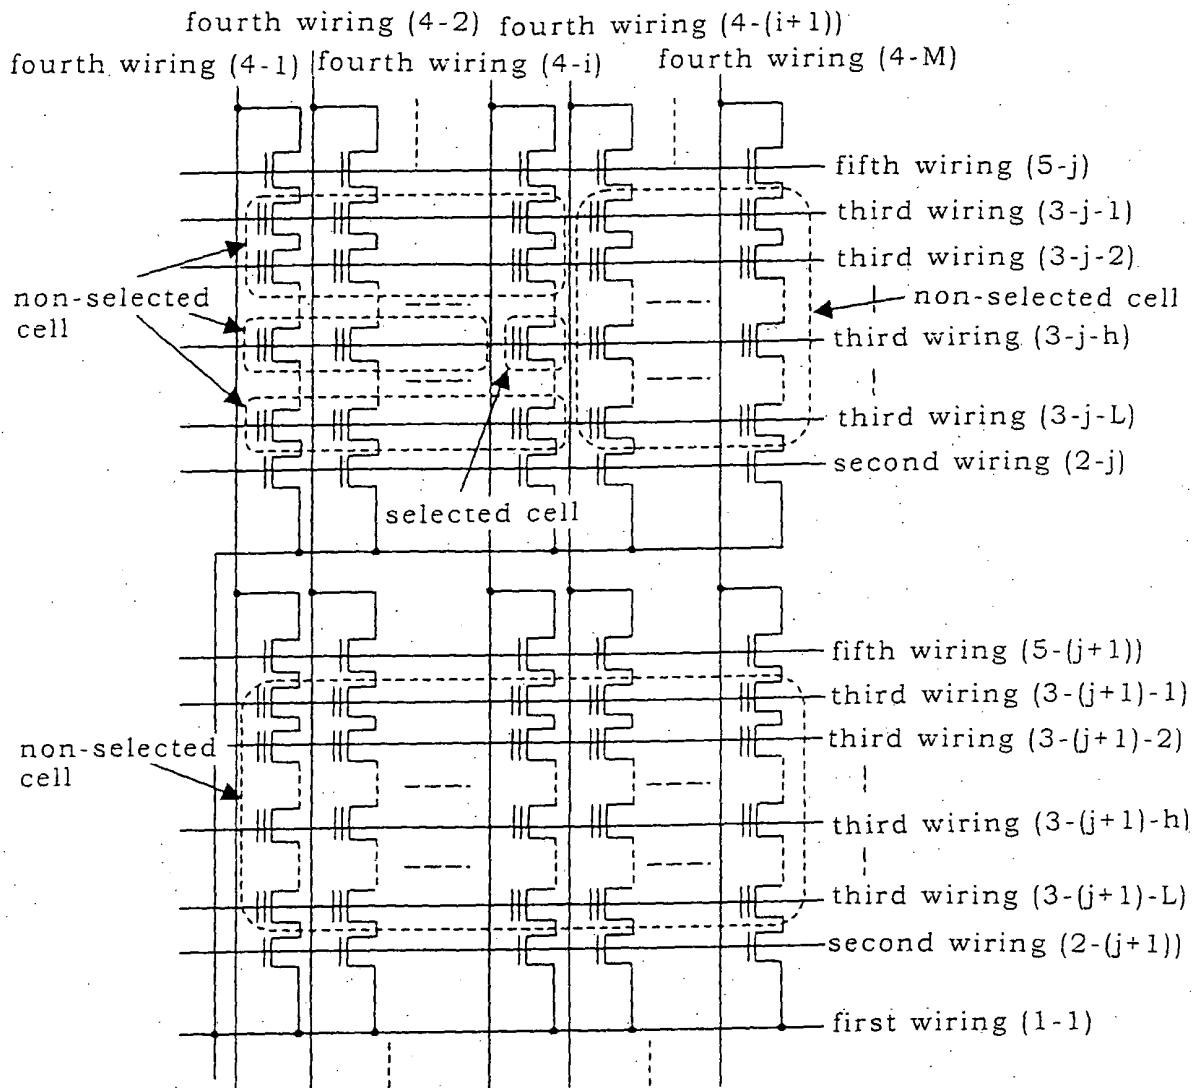 fourth wiring (4-2) fourth wiring (4-(i+1))
fourth wiring (4-1) fourth wiring (4-i) fourth wiring (4-M)
fifth wiring (5-j)
third wiring (3-j-1)
third wiring (3-j-2)
non-selected
cell
non-selected cell
third wiring (3-j-h)
third wiring (3-j-L)
second wiring (2-j)
selected cell
fifth wiring (5-(j+1))
third wiring (3-(j+1)-1)
non-selected
cell
third wiring (3-(j+1)-2)
third wiring (3-(j+1)-h)
third wiring (3-(j+1)-L)
second wiring (2-(j+1))
first wiring (1-1)